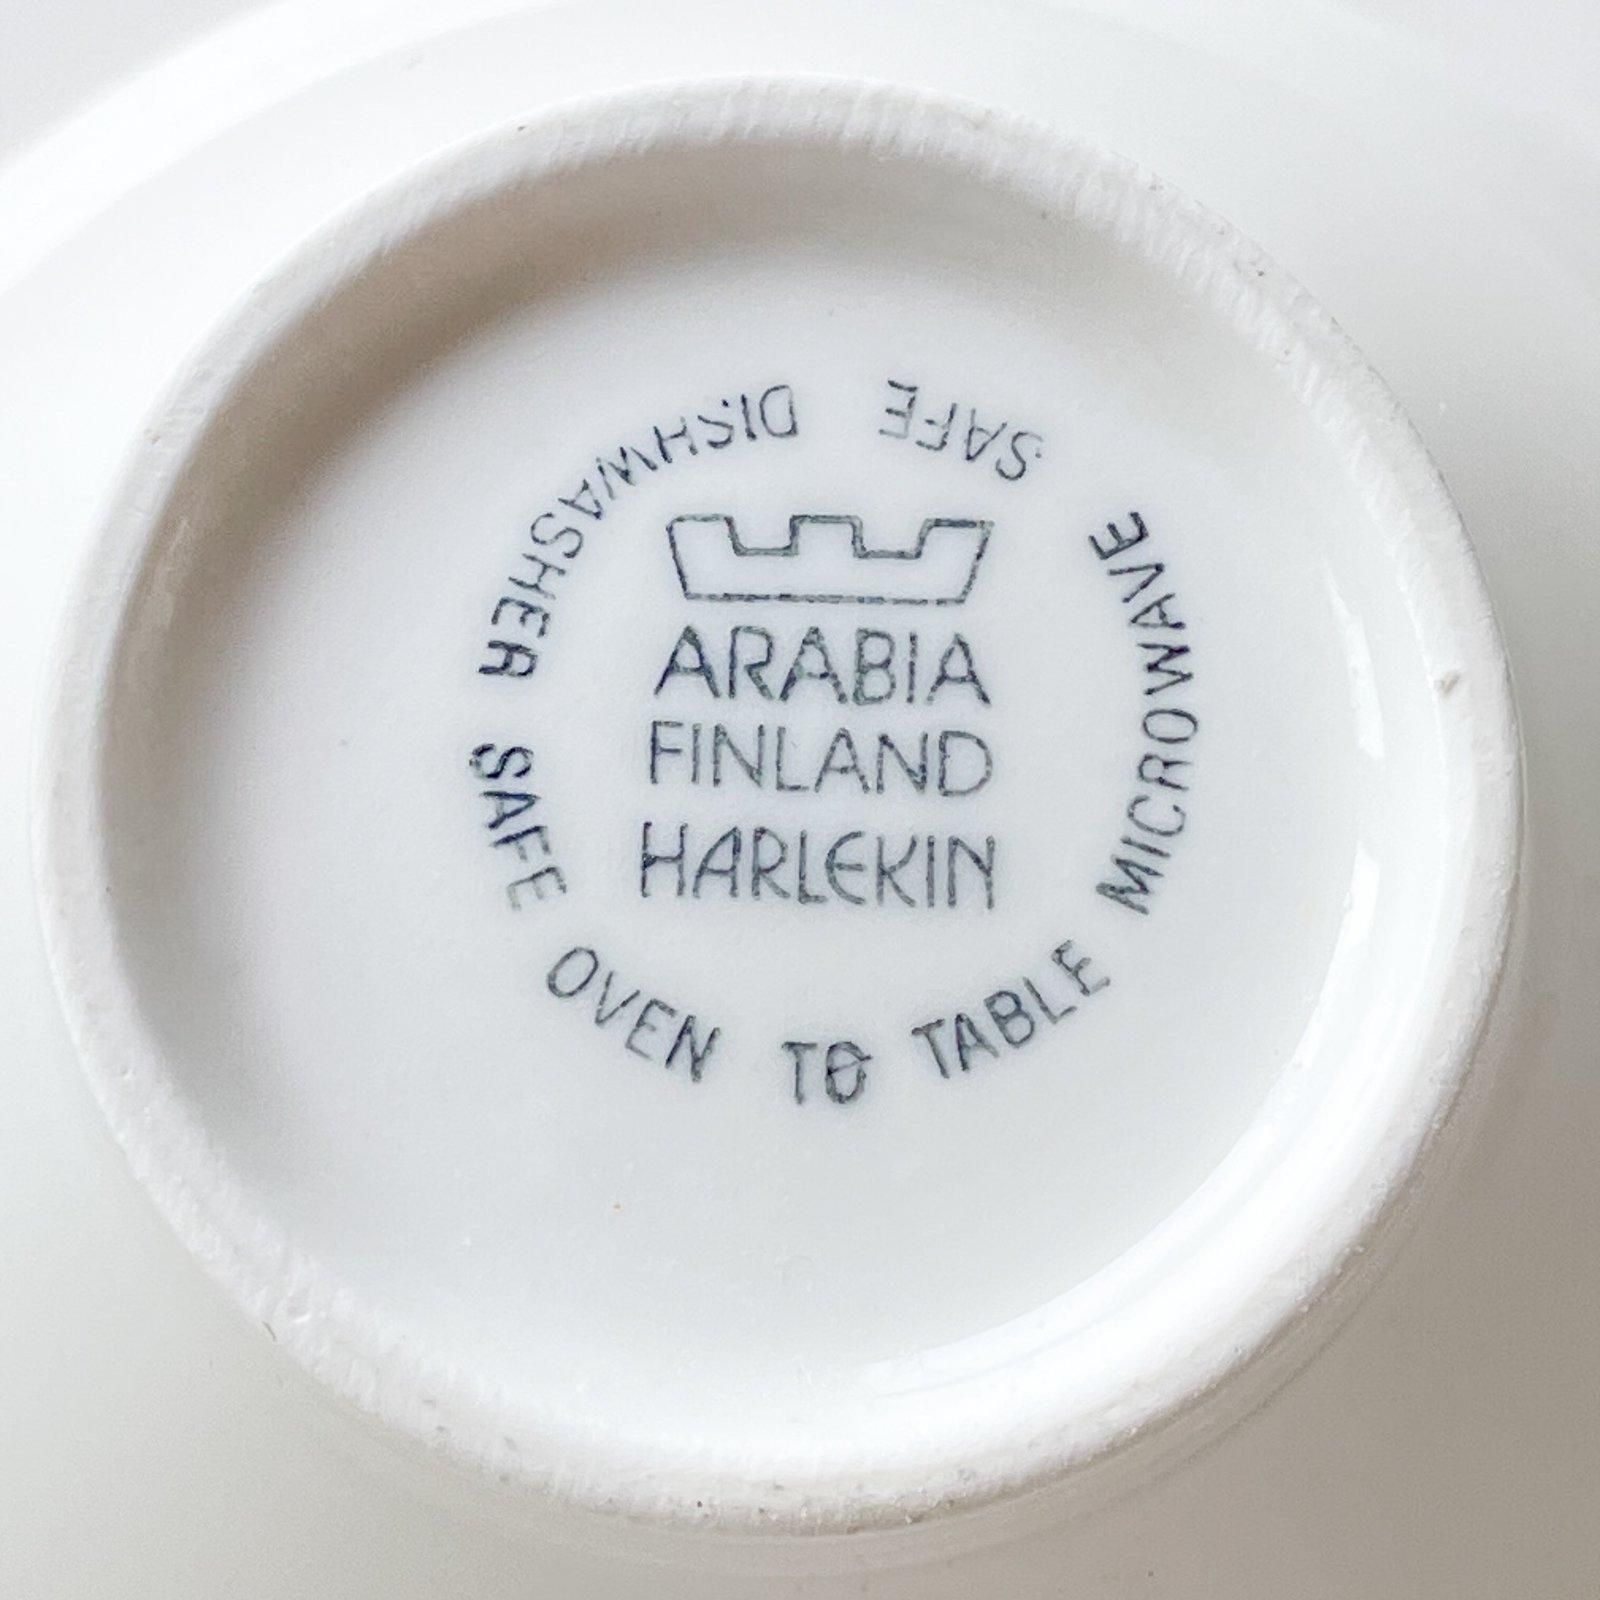 ARABIA
FINLAND
HARLEKIN
DISHWASHER SAFE OVEN TO TABLE MICROWAVE SAFE